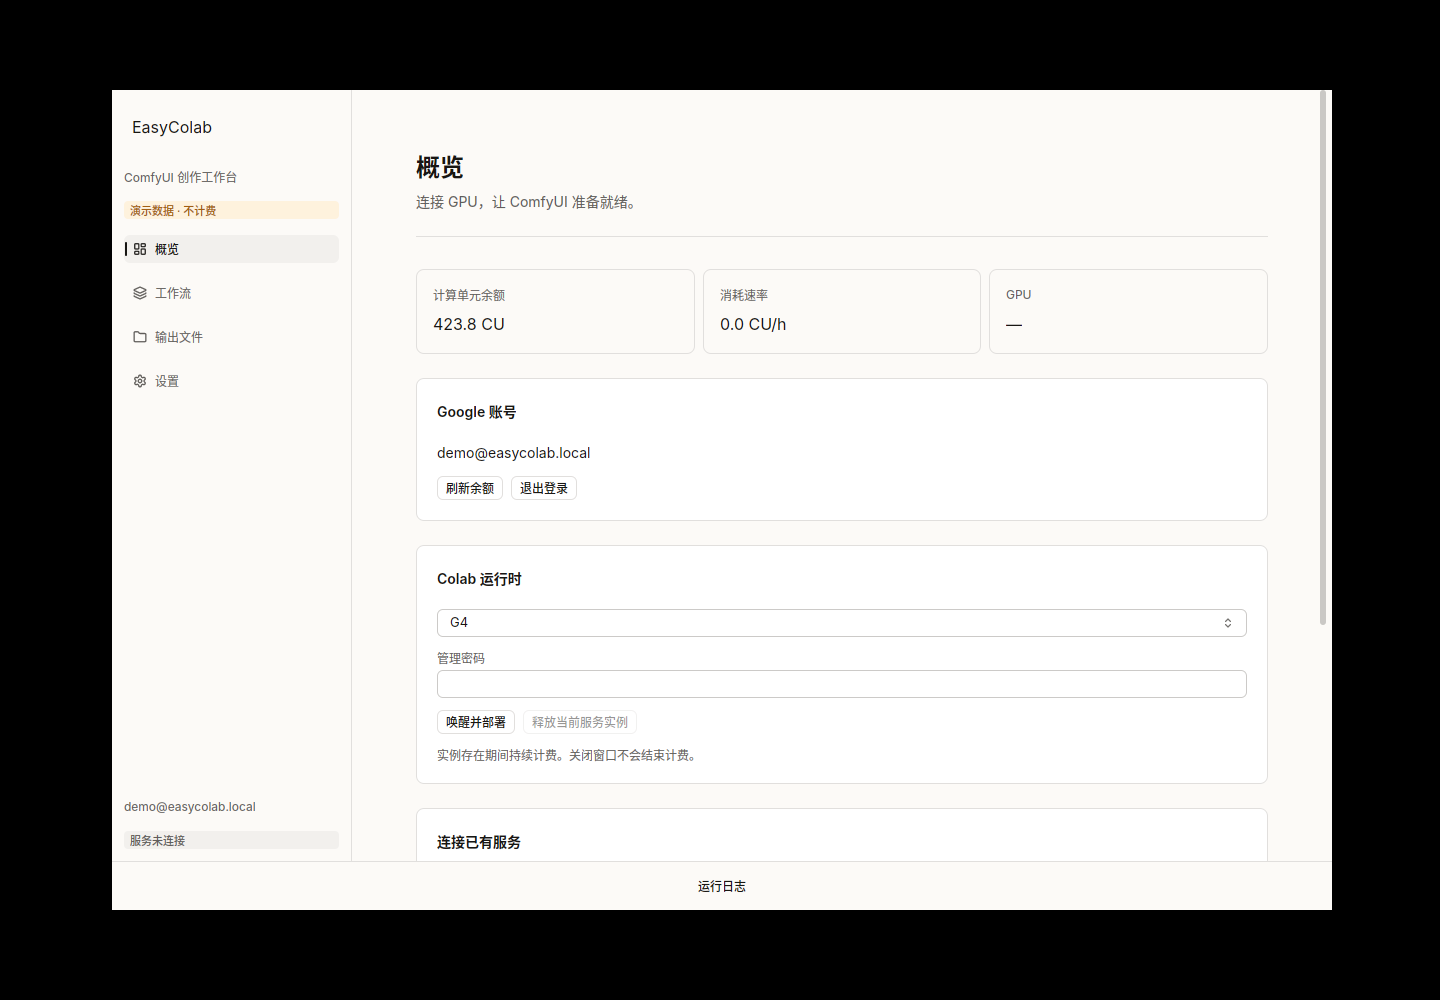 EasyColab
ComfyUI 创作工作台
演示数据 · 不计费
概览
工作流
输出文件
设置
demo@easycolab.local
服务未连接
概览
连接 GPU，让 ComfyUI 准备就绪。
计算单元余额
423.8 CU
消耗速率
0.0 CU/h
GPU
—
Google 账号
demo@easycolab.local
刷新余额 退出登录
Colab 运行时
G4
管理密码
唤醒并部署 释放当前服务实例
实例存在期间持续计费。关闭窗口不会结束计费。
连接已有服务
运行日志